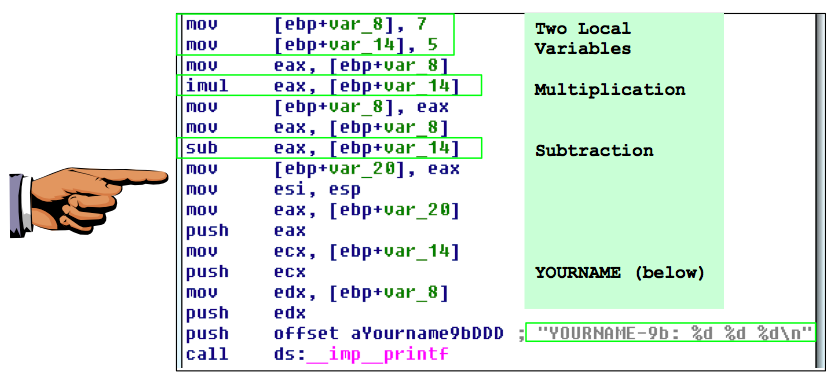 mov [ebp+var_8], 7 Two Local
mov [ebp+var_14], 5 Variables
mov eax, [ebp+var_8]
imul eax, [ebp+var_14] Multiplication
mov [ebp+var_8], eax
mov eax, [ebp+var_8]
sub eax, [ebp+var_14] Subtraction
mov [ebp+var_20], eax
mov esi, esp
mov eax, [ebp+var_20]
push eax
mov ecx, [ebp+var_14]
push ecx YOURNAME (below)
mov edx, [ebp+var_8]
push edx
push offset aYourname9bDDD ; "YOURNAME-9b: %d %d %d\n"
call ds:__imp__printf